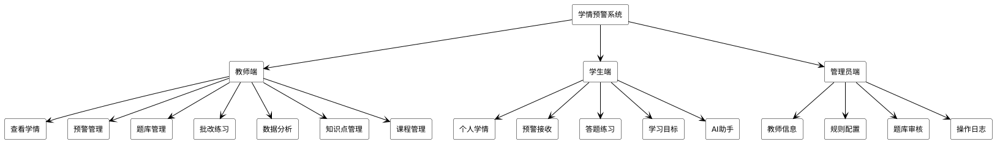 学情预警系统
教师端
学生端
管理员端
查看学情
预警管理
题库管理
批改练习
数据分析
知识点管理
课程管理
个人学情
预警接收
答题练习
学习目标
AI助手
教师信息
规则配置
题库审核
操作日志